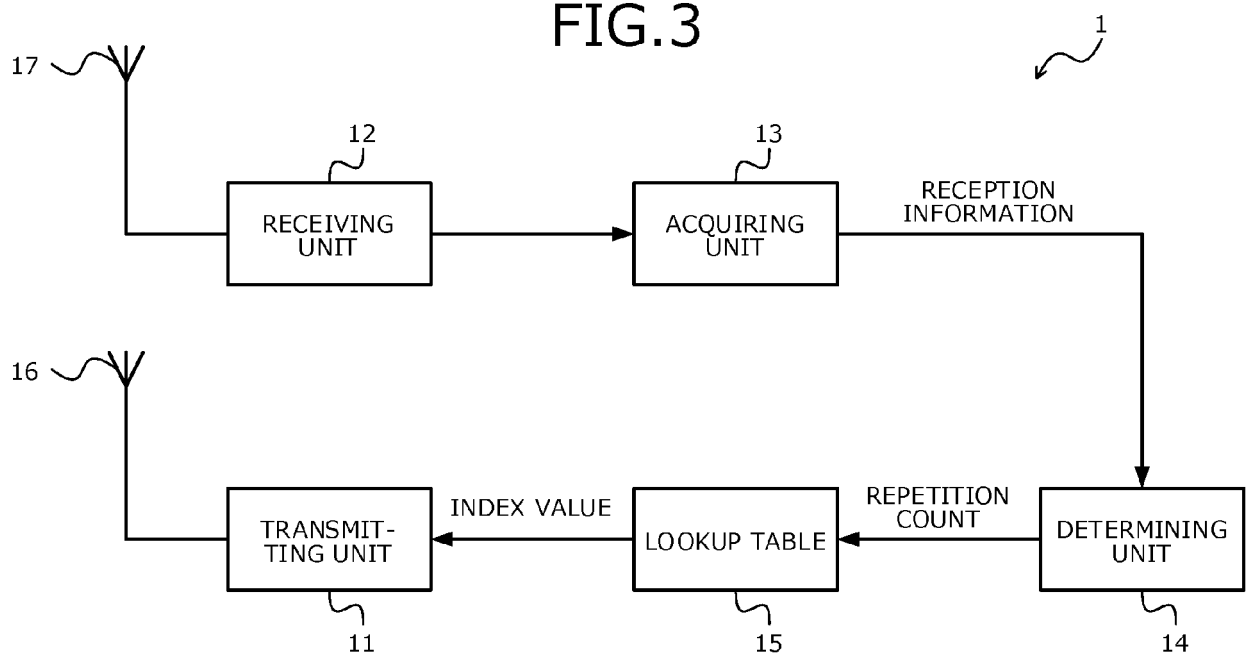 FIG.3
1
17
12
13
RECEIVING
UNIT
ACQUIRING
UNIT
RECEPTION
INFORMATION
16
TRANSMIT-
TING UNIT
INDEX VALUE
LOOKUP TABLE
REPETITION
COUNT
DETERMINING
UNIT
11
15
14